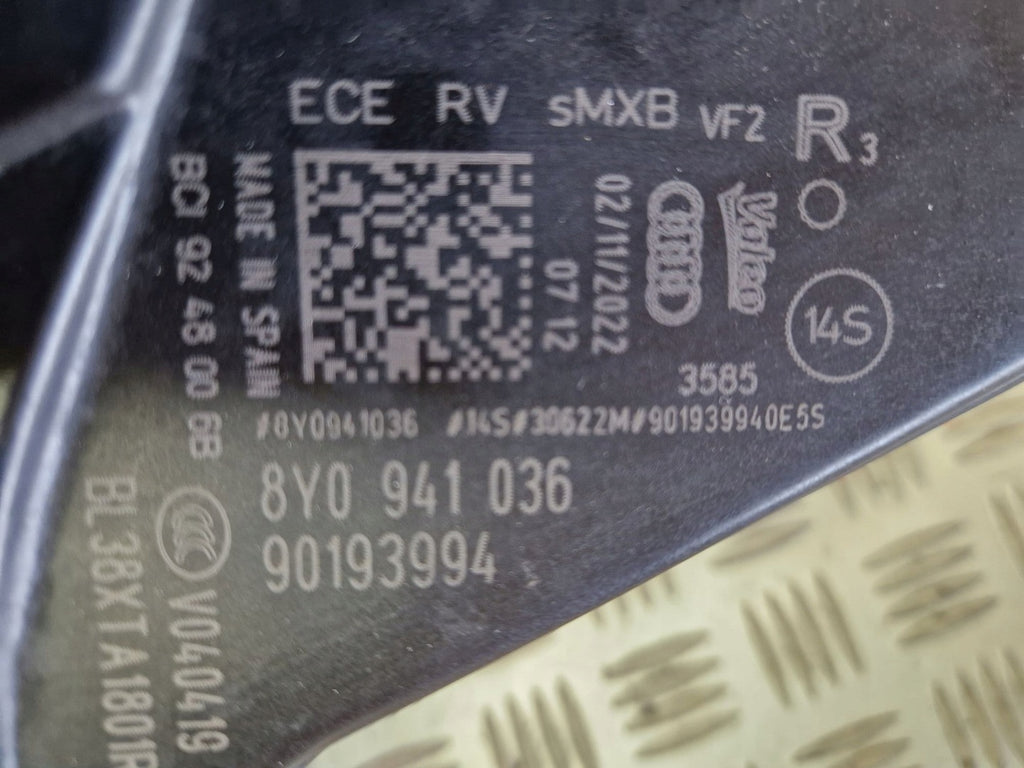 ECE RV sMXB VF2 R3
MADE IN SPAIN
BCI 92 48 00 6B
02/11/2022
07 12
Valeo
14S
3585
#8Y0941036 #14S#30622M#901939940E5S
8Y0 941 036
90193994
V040419
BL38XTA1801R